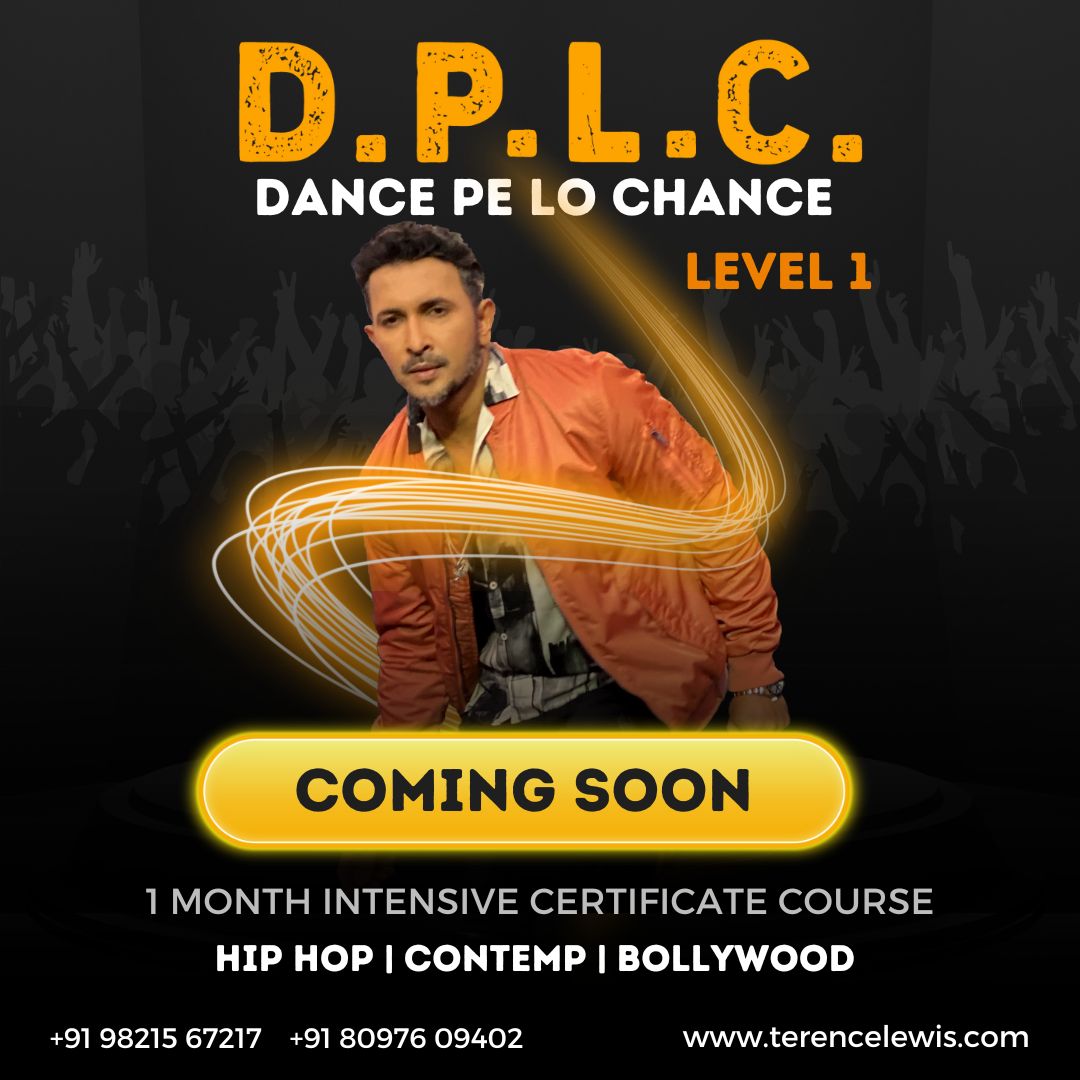 D.P.L.C.
DANCE PE LO CHANCE
LEVEL 1
COMING SOON
1 MONTH INTENSIVE CERTIFICATE COURSE
HIP HOP | CONTEMP | BOLLYWOOD
+91 98215 67217 +91 80976 09402 www.terencelewis.com